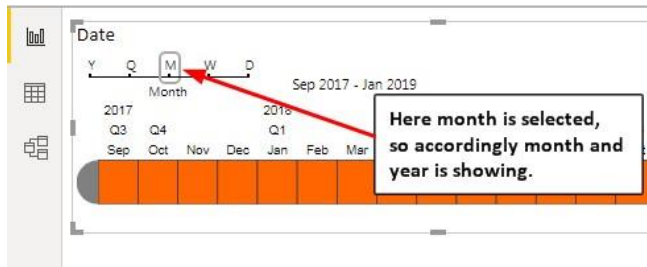 Date
Y Q M W D
Month
Sep 2017 - Jan 2019
2017 2018
Q3 Q4 Q1
Sep Oct Nov Dec Jan Feb Mar
Here month is selected,
so accordingly month and
year is showing.